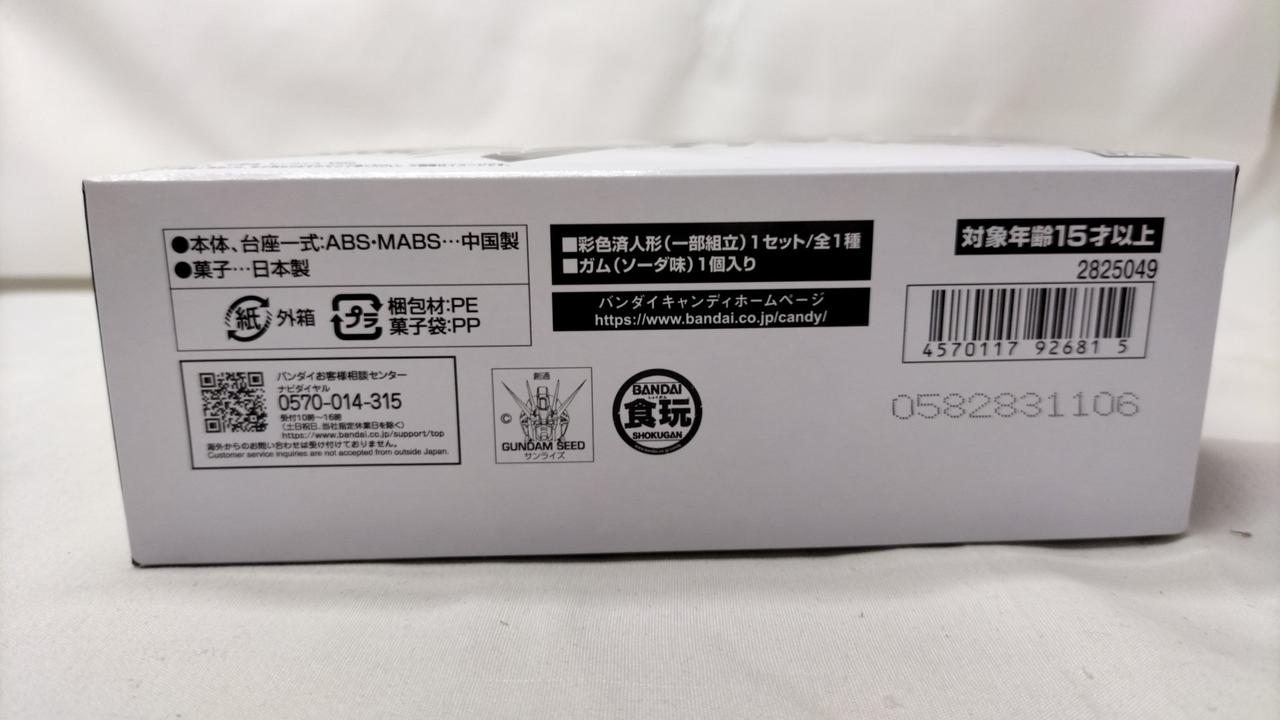 ●本体、台座一式:ABS・MABS…中国製
●菓子…日本製
紙 外箱
プラ 梱包材:PE
菓子袋:PP
バンダイお客様相談センター
ナビダイヤル
0570-014-315
受付10時〜16時
(土日祝日、当社指定休業日を除く)
https://www.bandai.co.jp/support/top
海外からのお問い合わせは受け付けておりません。
Customer service inquiries are not accepted from outside Japan.
■彩色済人形(一部組立)1セット/全1種
■ガム(ソーダ味)1個入り
バンダイキャンディホームページ
https://www.bandai.co.jp/candy/
創通
©
GUNDAM SEED
サンライズ
BANDAI
しょくがん
食玩
SHOKUGAN
対象年齢15才以上
2825049
4570117 92681 5
0582831106